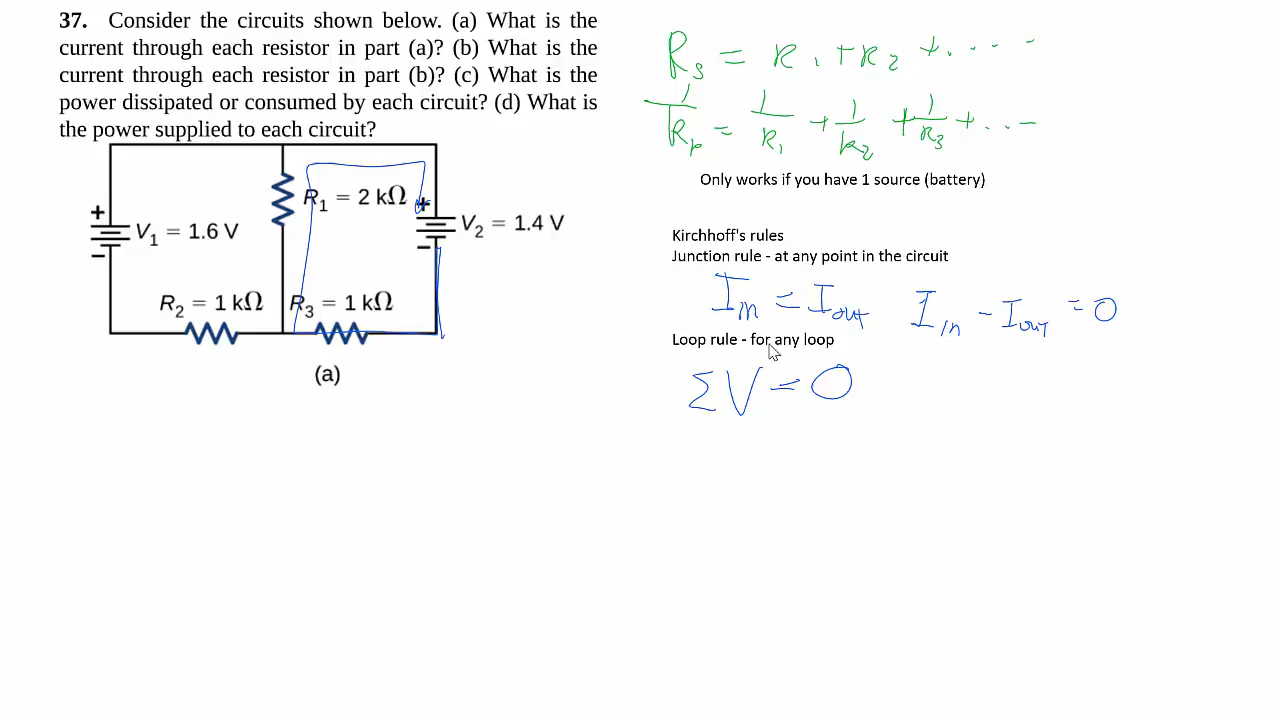 37. Consider the circuits shown below. (a) What is the
current through each resistor in part (a)? (b) What is the
current through each resistor in part (b)? (c) What is the
power dissipated or consumed by each circuit? (d) What is
the power supplied to each circuit?
+
V₁ = 1.6 V
−
R₁ = 2 kΩ
+
V₂ = 1.4 V
−
R₂ = 1 kΩ
R₃ = 1 kΩ
(a)
Rs = R₁ + R₂ + ....
1/Rp = 1/R₁ + 1/R₂ + 1/R₃ + ....
Only works if you have 1 source (battery)
Kirchhoff's rules
Junction rule - at any point in the circuit
I in = I out I in - I out = 0
Loop rule - for any loop
ΣV = 0